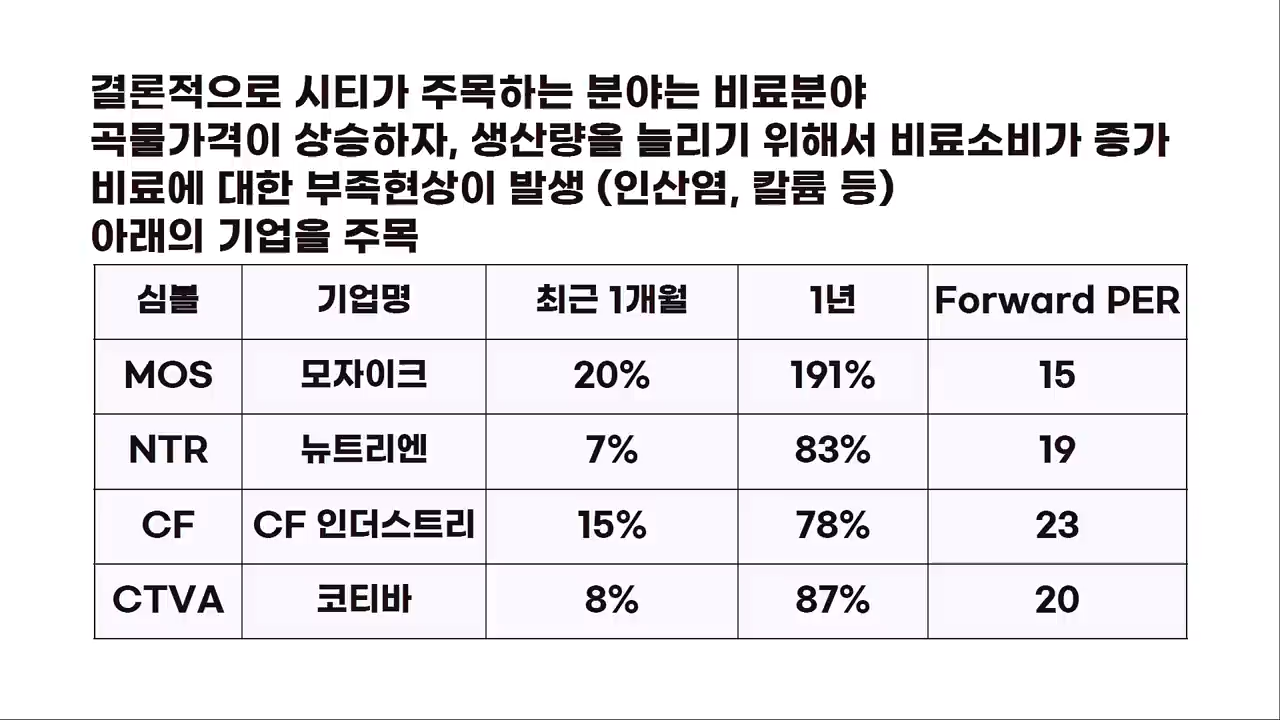 결론적으로 시티가 주목하는 분야는 비료분야
곡물가격이 상승하자, 생산량을 늘리기 위해서 비료소비가 증가
비료에 대한 부족현상이 발생 (인산염, 칼륨 등)
아래의 기업을 주목
심볼 기업명 최근 1개월 1년 Forward PER
MOS 모자이크 20% 191% 15
NTR 뉴트리엔 7% 83% 19
CF CF 인더스트리 15% 78% 23
CTVA 코티바 8% 87% 20